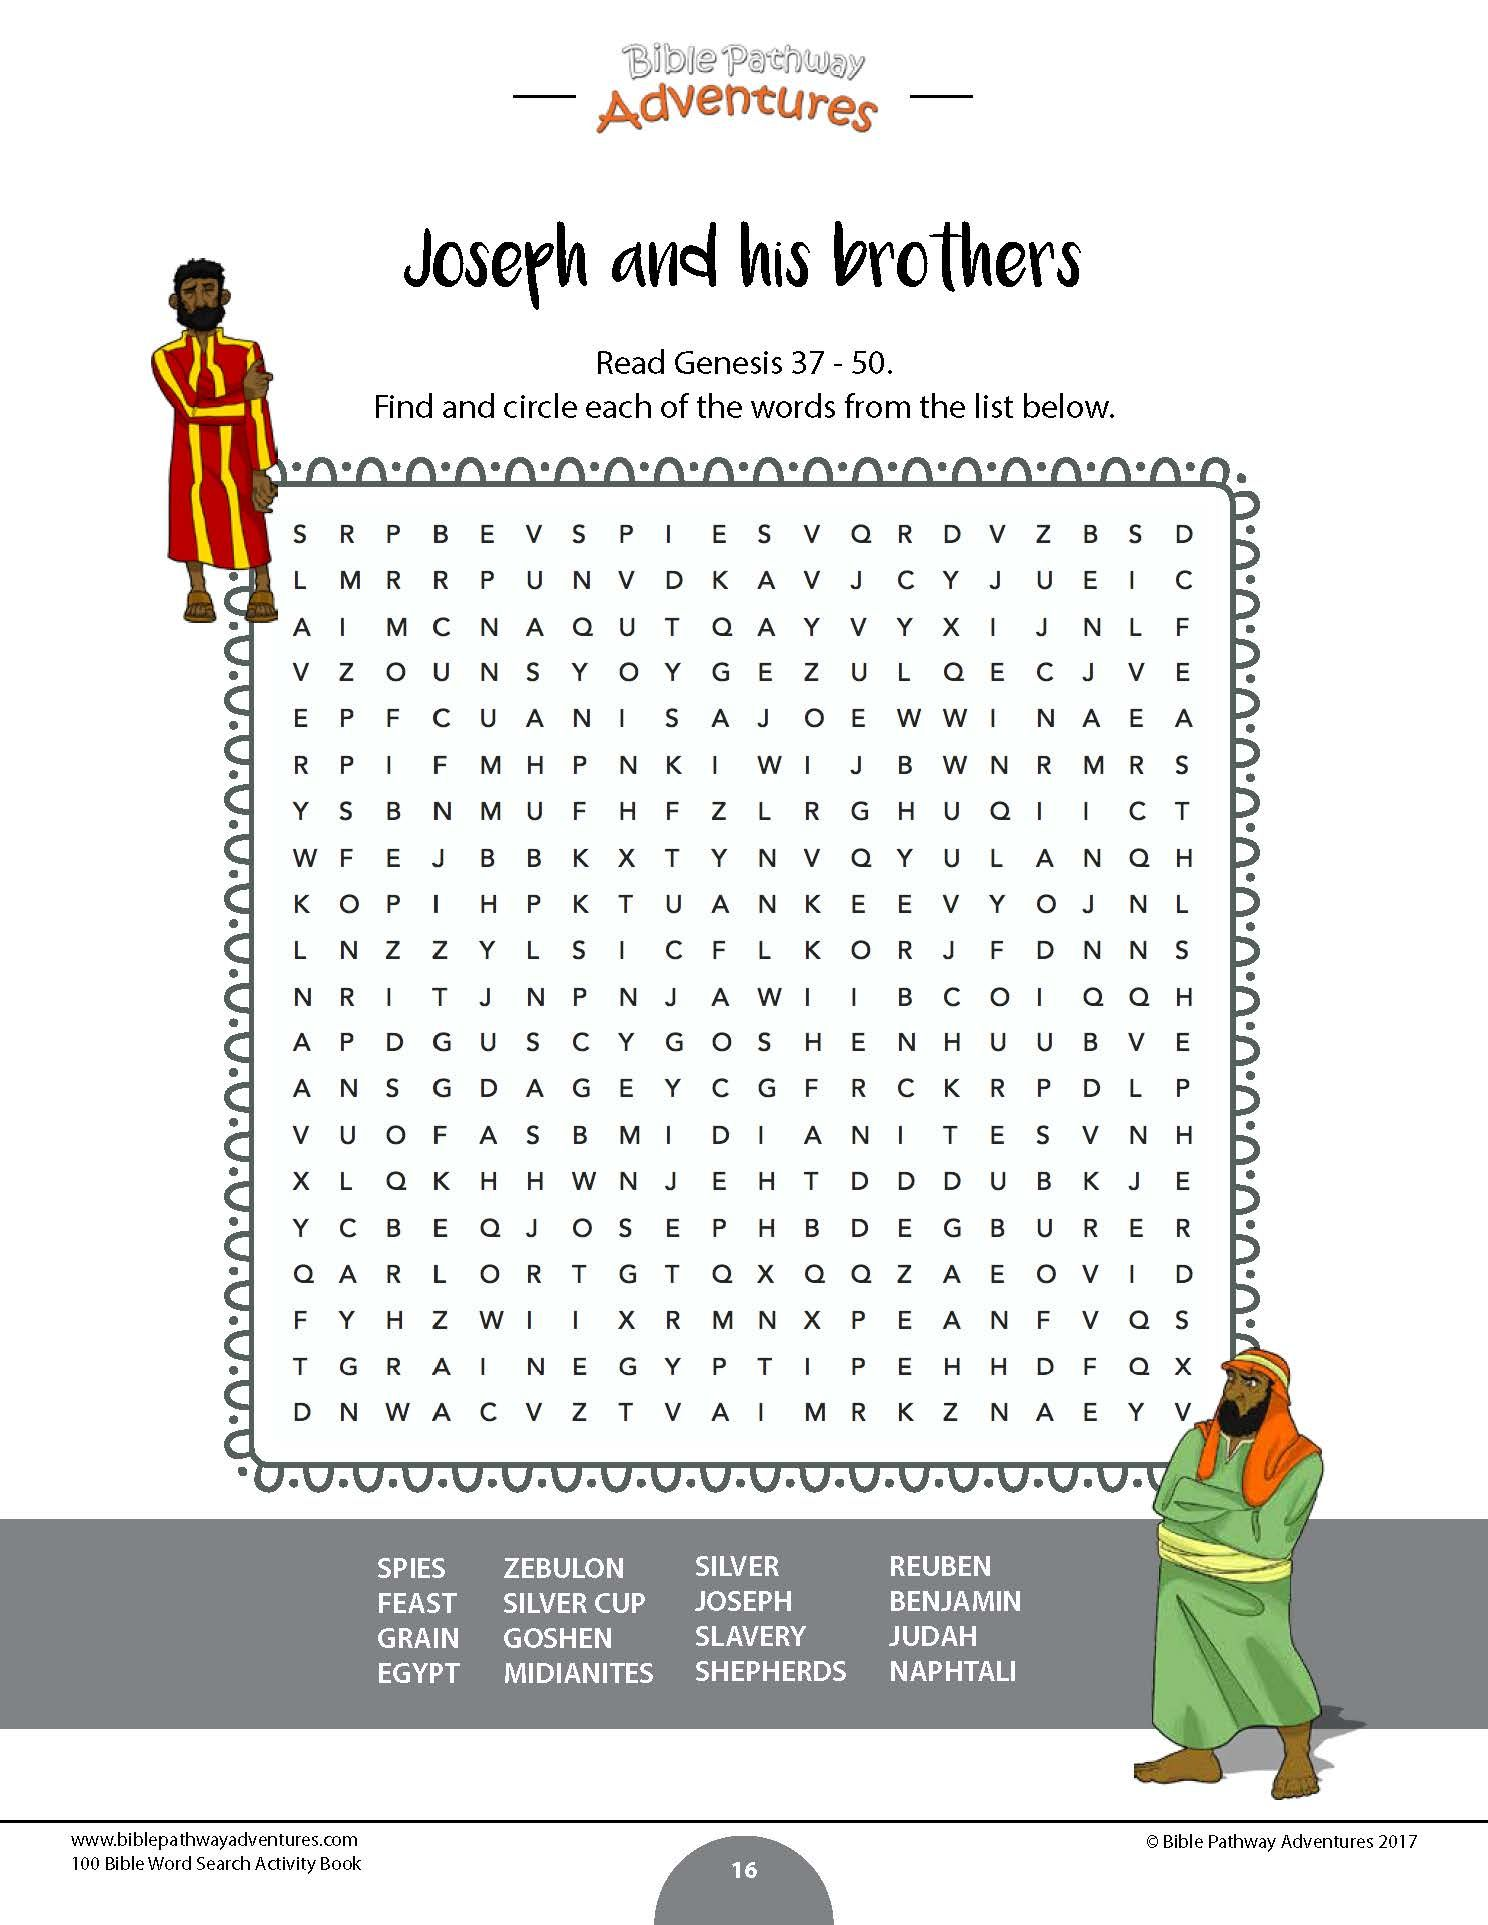 Bible Pathway
Adventures
Joseph and his brothers
Read Genesis 37 - 50.
Find and circle each of the words from the list below.
S R P B E V S P I E S V Q R D V Z B S D
L M R R P U N V D K A V J C Y J U E I C
A I M C N A Q U T Q A Y V Y X I J N L F
V Z O U N S Y O Y G E Z U L Q E C J V E
E P F C U A N I S A J O E W W I N A E A
R P I F M H P N K I W I J B W N R M R S
Y S B N M U F H F Z L R G H U Q I I C T
W F E J B B K X T Y N V Q Y U L A N Q H
K O P I H P K T U A N K E E V Y O J N L
L N Z Z Y L S I C F L K O R J F D N N S
N R I T J N P N J A W I I B C O I Q Q H
A P D G U S C Y G O S H E N H U U B V E
A N S G D A G E Y C G F R C K R P D L P
V U O F A S B M I D I A N I T E S V N H
X L Q K H H W N J E H T D D D U B K J E
Y C B E Q J O S E P H B D E G B U R E R
Q A R L O R T G T Q X Q Q Z A E O V I D
F Y H Z W I I X R M N X P E A N F V Q S
T G R A I N E G Y P T I P E H H D F Q X
D N W A C V Z T V A I M R K Z N A E Y V
SPIES ZEBULON SILVER REUBEN
FEAST SILVER CUP JOSEPH BENJAMIN
GRAIN GOSHEN SLAVERY JUDAH
EGYPT MIDIANITES SHEPHERDS NAPHTALI
www.biblepathwayadventures.com
100 Bible Word Search Activity Book
16
© Bible Pathway Adventures 2017